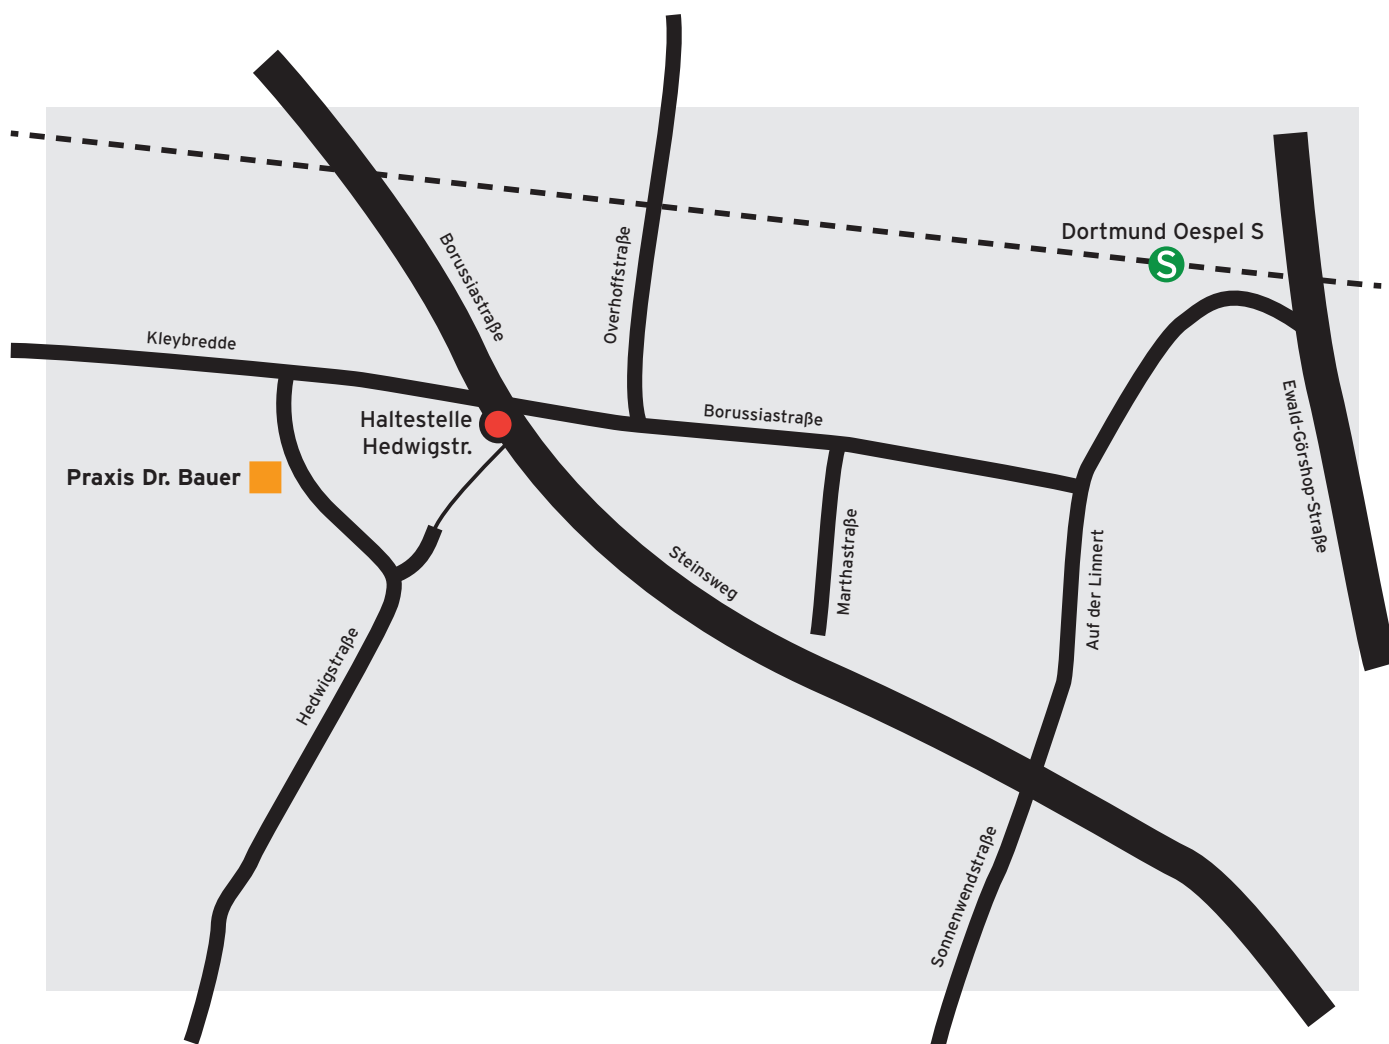 Dortmund Oespel S
S
Borussiastraße
Overhoffstraße
Kleybredde
Haltestelle
Hedwigstr.
Borussiastraße
Praxis Dr. Bauer
Ewald-Görshop-Straße
Steinsweg
Marthastraße
Auf der Linnert
Hedwigstraße
Sonnenwendstraße